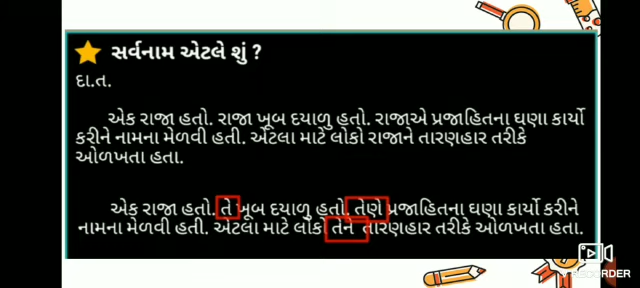 સર્વનામ એટલે શું ?
દા.ત.
એક રાજા હતો. રાજા ખૂબ દયાળુ હતો. રાજાએ પ્રજાહિતના ઘણા કાર્યો
કરીને નામના મેળવી હતી. એટલા માટે લોકો રાજાને તારણહાર તરીકે
ઓળખતા હતા.
એક રાજા હતો. તે ખૂબ દયાળુ હતો. તેણે પ્રજાહિતના ઘણા કાર્યો કરીને
નામના મેળવી હતી. એટલા માટે લોકો તેને તારણહાર તરીકે ઓળખતા હતા.
RECORDER